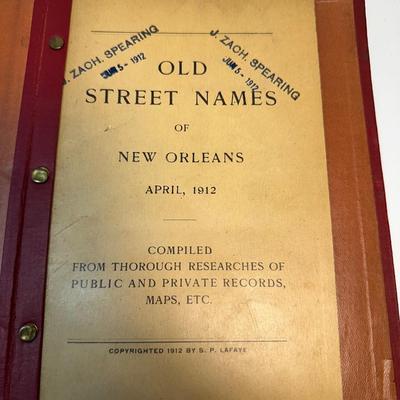 J. ZACH. SPEARING
JUN 5 - 1912
J. ZACH. SPEARING
JUN 5 - 1912
OLD
STREET NAMES
OF
NEW ORLEANS
APRIL, 1912
COMPILED
FROM THOROUGH RESEARCHES OF
PUBLIC AND PRIVATE RECORDS,
MAPS, ETC.
COPYRIGHTED 1912 BY S. P. LAFAYE